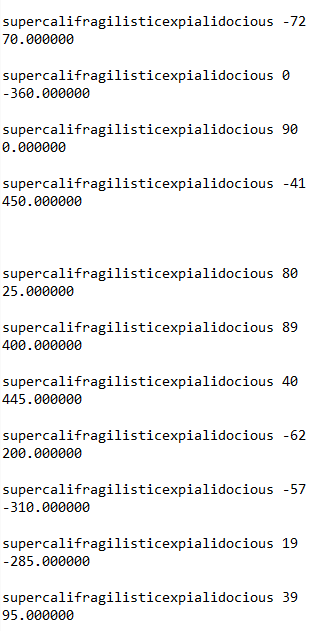 supercalifragilisticexpialidocious -72
70.000000
supercalifragilisticexpialidocious 0
-360.000000
supercalifragilisticexpialidocious 90
0.000000
supercalifragilisticexpialidocious -41
450.000000
supercalifragilisticexpialidocious 80
25.000000
supercalifragilisticexpialidocious 89
400.000000
supercalifragilisticexpialidocious 40
445.000000
supercalifragilisticexpialidocious -62
200.000000
supercalifragilisticexpialidocious -57
-310.000000
supercalifragilisticexpialidocious 19
-285.000000
supercalifragilisticexpialidocious 39
95.000000